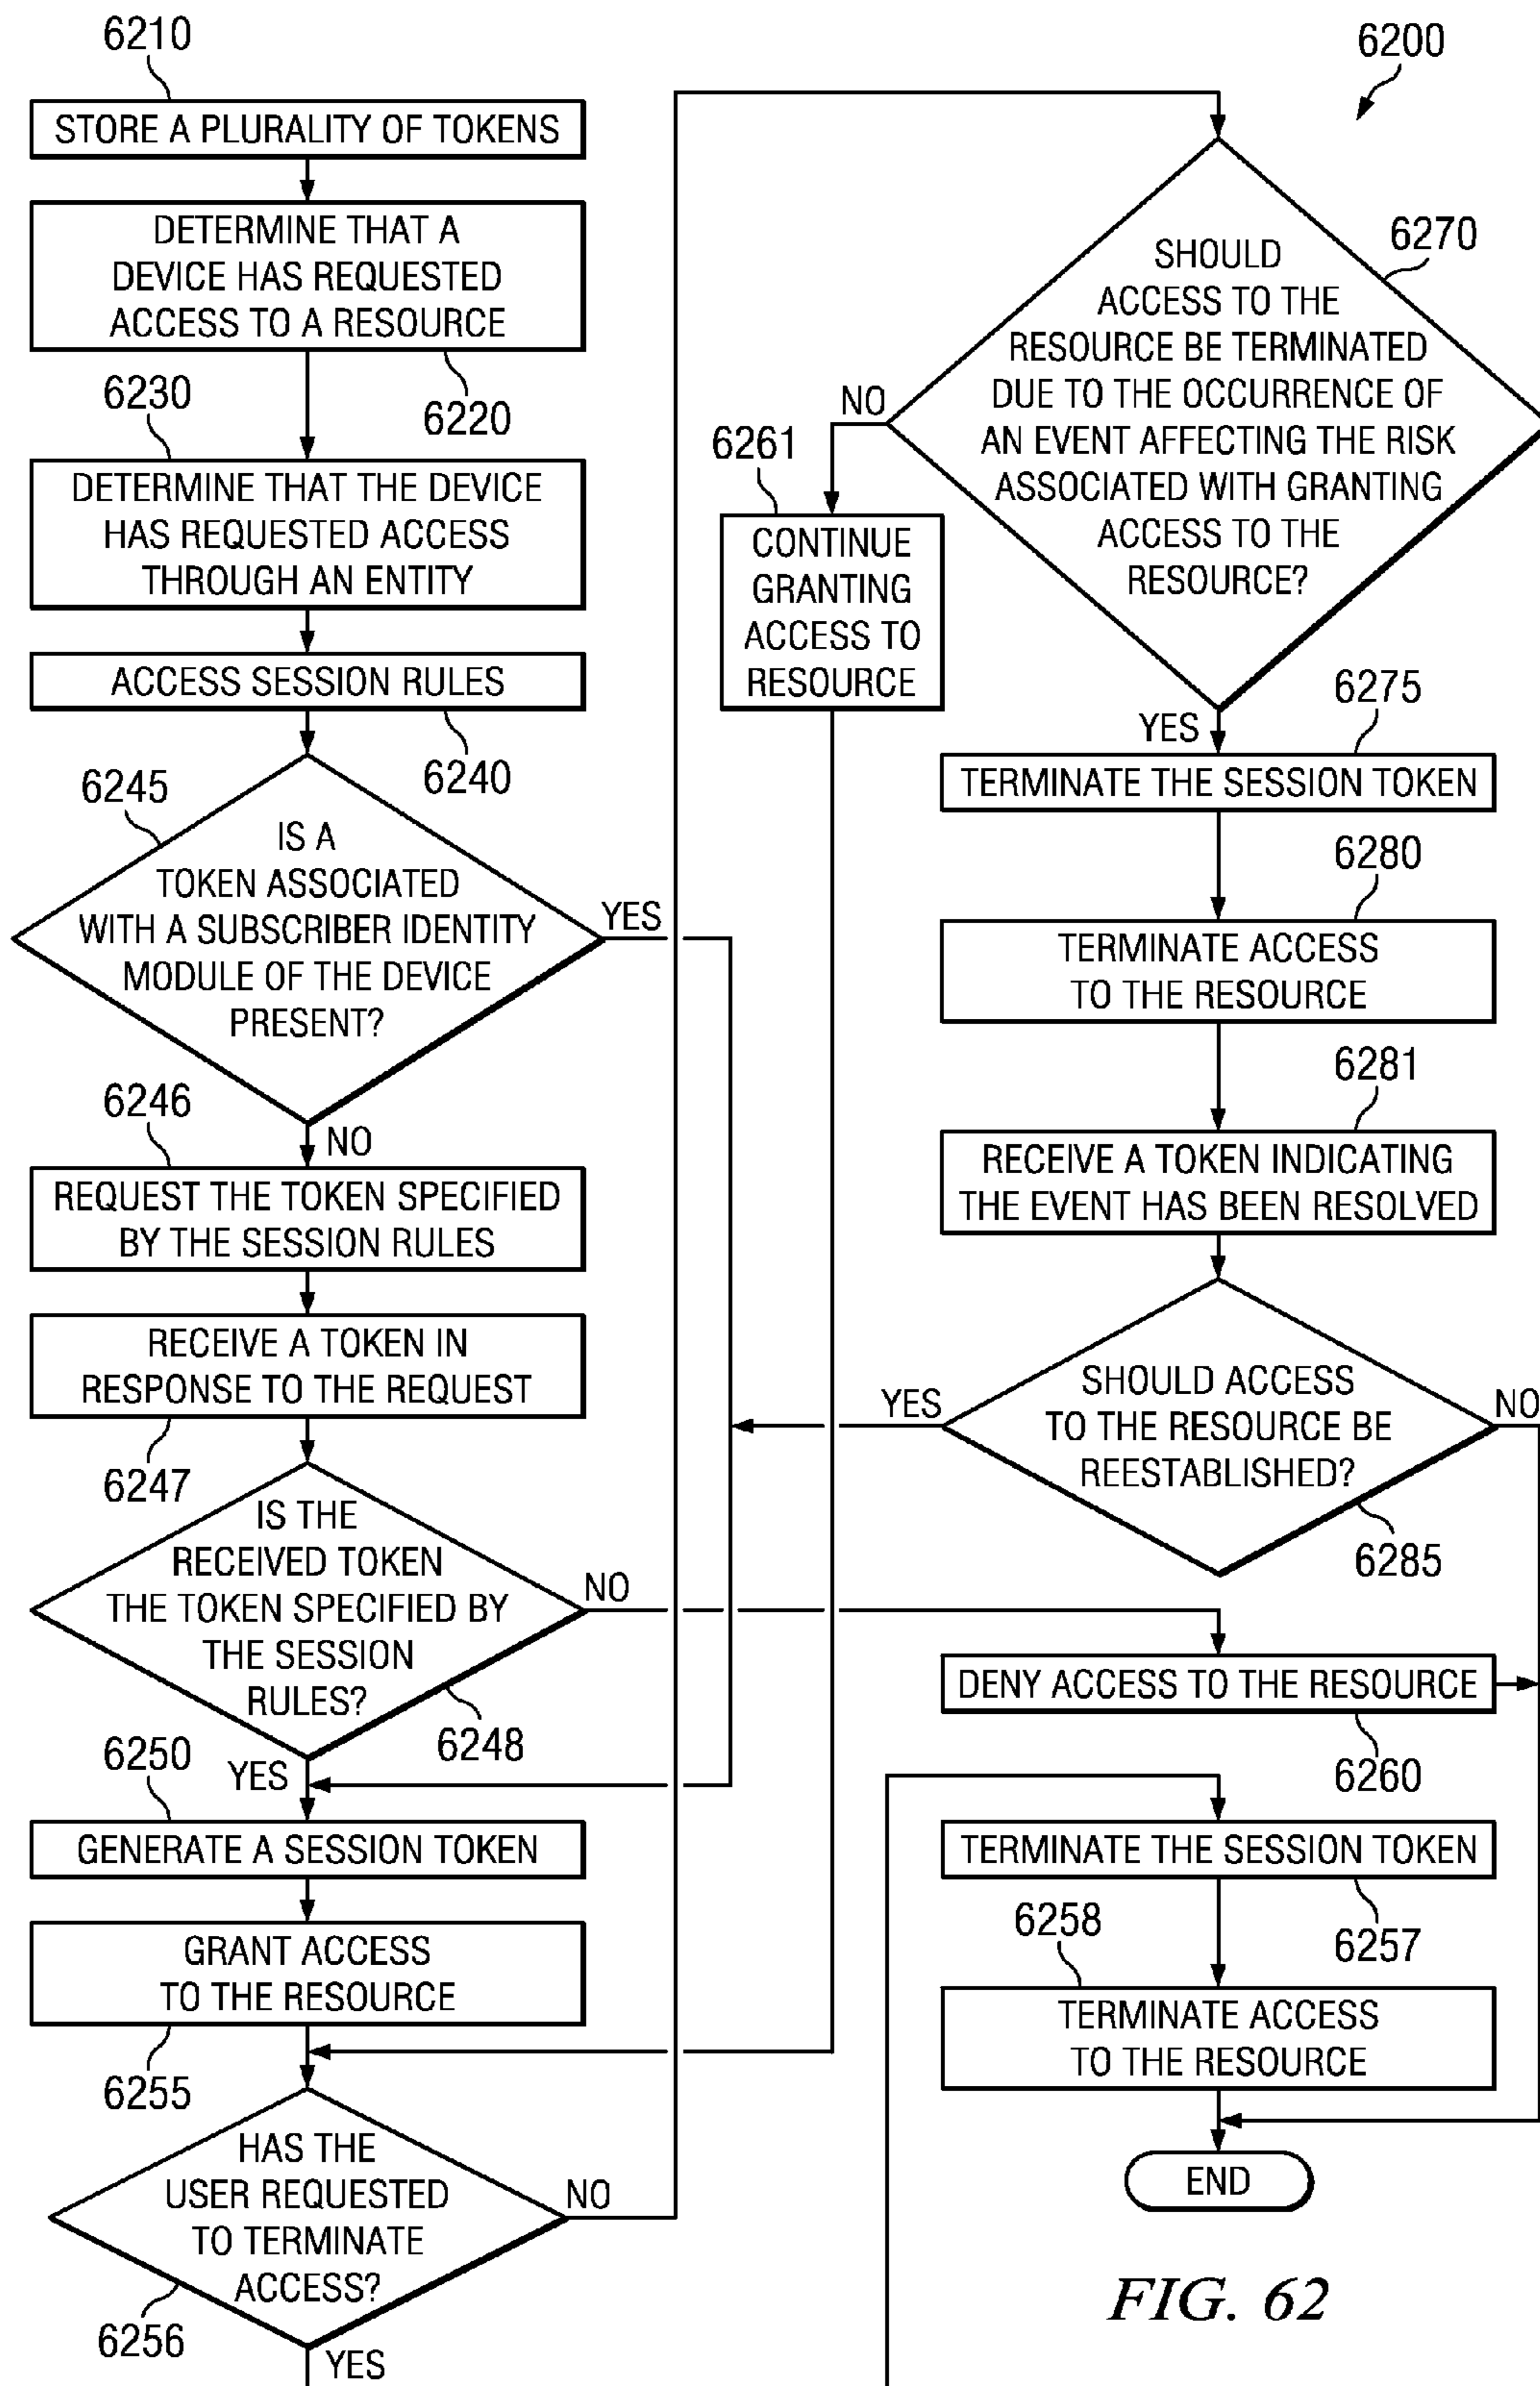 6210
STORE A PLURALITY OF TOKENS
DETERMINE THAT A
DEVICE HAS REQUESTED
ACCESS TO A RESOURCE
6220
6230
DETERMINE THAT THE DEVICE
HAS REQUESTED ACCESS
THROUGH AN ENTITY
ACCESS SESSION RULES
6240
6245
IS A
TOKEN ASSOCIATED
WITH A SUBSCRIBER IDENTITY
MODULE OF THE DEVICE
PRESENT?
YES
NO
6246
REQUEST THE TOKEN SPECIFIED
BY THE SESSION RULES
RECEIVE A TOKEN IN
RESPONSE TO THE REQUEST
6247
IS THE
RECEIVED TOKEN
THE TOKEN SPECIFIED BY
THE SESSION
RULES?
NO
6248
YES
6250
GENERATE A SESSION TOKEN
GRANT ACCESS
TO THE RESOURCE
6255
HAS THE
USER REQUESTED
TO TERMINATE
ACCESS?
NO
6256
YES
6200
6270
SHOULD
ACCESS TO THE
RESOURCE BE TERMINATED
DUE TO THE OCCURRENCE OF
AN EVENT AFFECTING THE RISK
ASSOCIATED WITH GRANTING
ACCESS TO THE
RESOURCE?
NO
6261
CONTINUE
GRANTING
ACCESS TO
RESOURCE
YES
6275
TERMINATE THE SESSION TOKEN
6280
TERMINATE ACCESS
TO THE RESOURCE
6281
RECEIVE A TOKEN INDICATING
THE EVENT HAS BEEN RESOLVED
SHOULD ACCESS
TO THE RESOURCE BE
REESTABLISHED?
YES
NO
6285
DENY ACCESS TO THE RESOURCE
6260
TERMINATE THE SESSION TOKEN
6257
6258
TERMINATE ACCESS
TO THE RESOURCE
END
FIG. 62